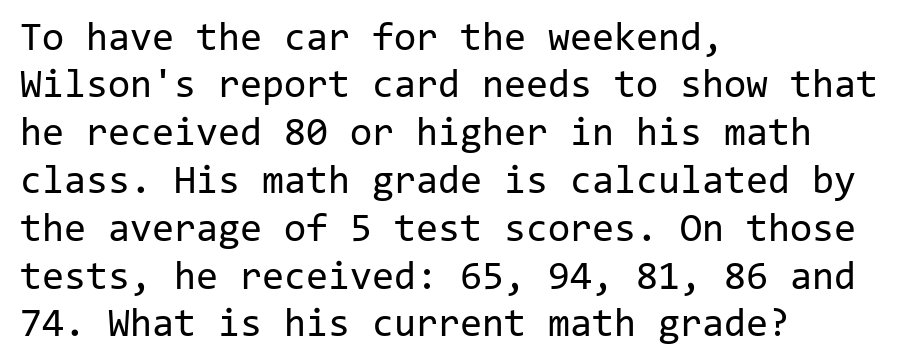 To have the car for the weekend,
Wilson's report card needs to show that
he received 80 or higher in his math
class. His math grade is calculated by
the average of 5 test scores. On those
tests, he received: 65, 94, 81, 86 and
74. What is his current math grade?